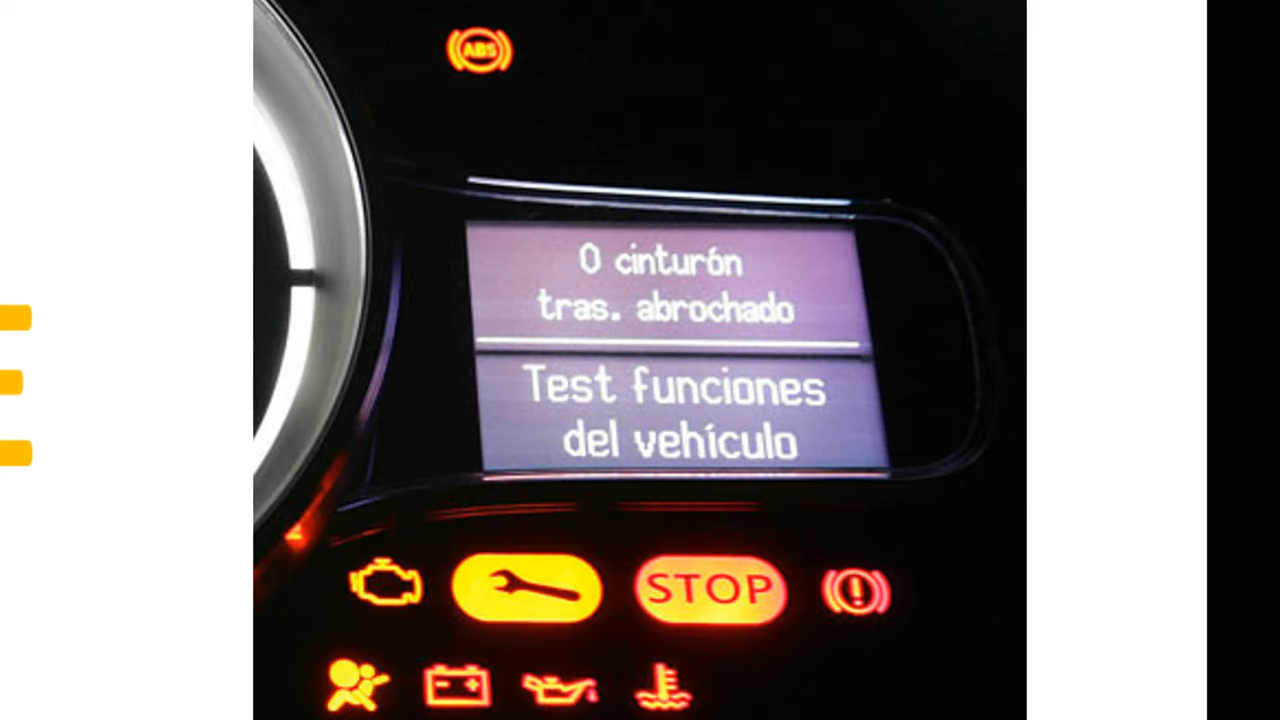 ABS
0 cinturón
tras. abrochado
Test funciones
del vehículo
STOP